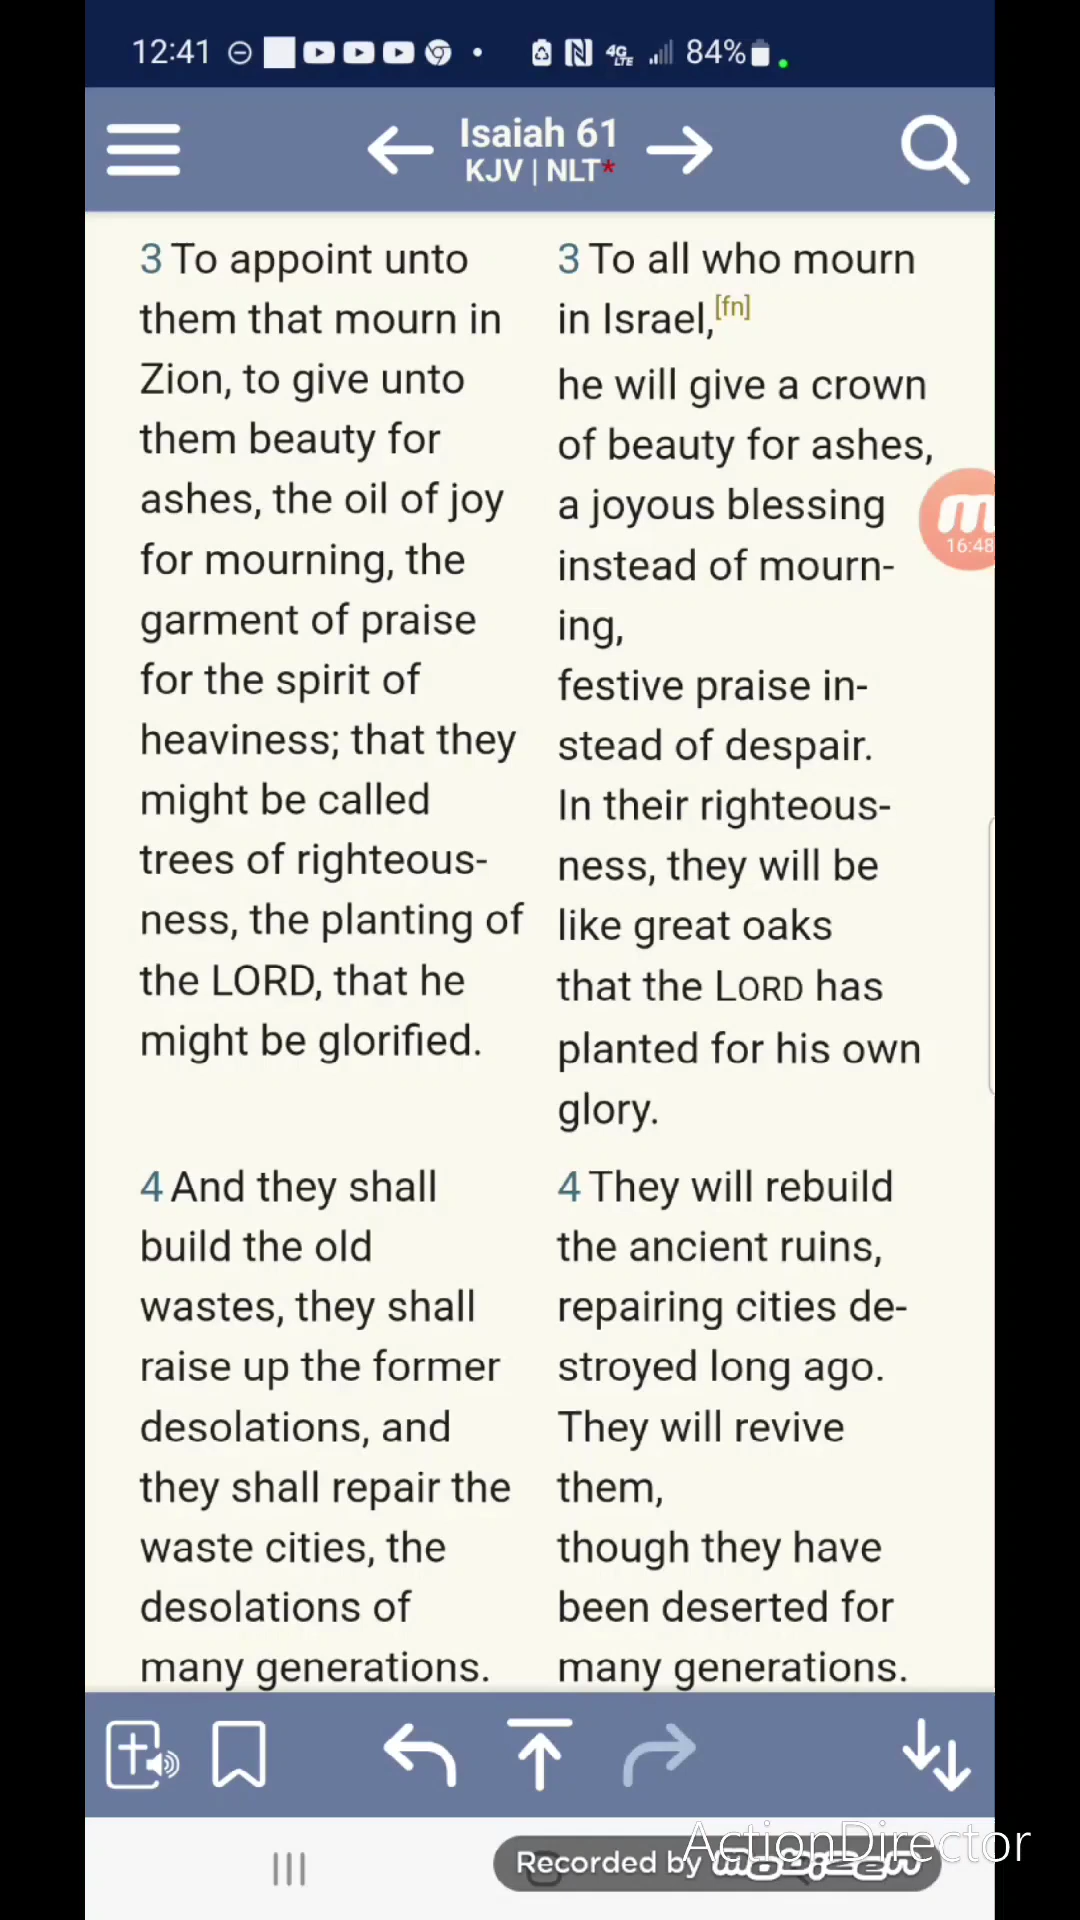 12:41
4G LTE
84%
Isaiah 61
KJV | NLT*
3 To appoint unto
them that mourn in
Zion, to give unto
them beauty for
ashes, the oil of joy
for mourning, the
garment of praise
for the spirit of
heaviness; that they
might be called
trees of righteous-
ness, the planting of
the LORD, that he
might be glorified.
3 To all who mourn
in Israel,[fn]
he will give a crown
of beauty for ashes,
a joyous blessing
instead of mourn-
ing,
festive praise in-
stead of despair.
In their righteous-
ness, they will be
like great oaks
that the LORD has
planted for his own
glory.
16:48
4 And they shall
build the old
wastes, they shall
raise up the former
desolations, and
they shall repair the
waste cities, the
desolations of
many generations.
4 They will rebuild
the ancient ruins,
repairing cities de-
stroyed long ago.
They will revive
them,
though they have
been deserted for
many generations.
ActionDirector
Recorded by mobizen